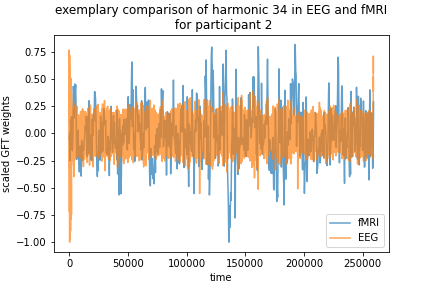 exemplary comparison of harmonic 34 in EEG and fMRI
for participant 2
scaled GFT weights
0.75
0.50
0.25
0.00
−0.25
−0.50
−0.75
−1.00
0
50000
100000
150000
200000
250000
time
fMRI
EEG